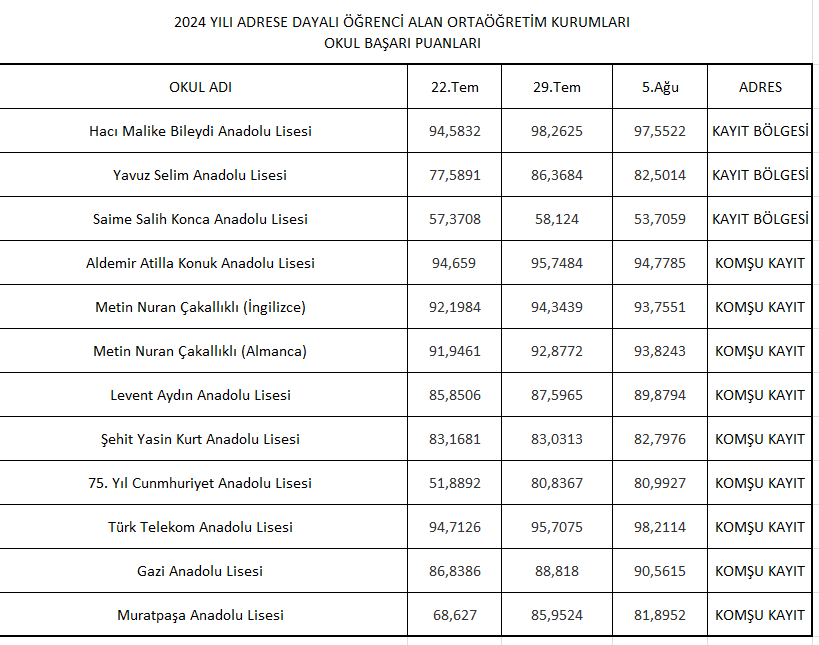 2024 YILI ADRESE DAYALI ÖĞRENCİ ALAN ORTAÖĞRETİM KURUMLARI
OKUL BAŞARI PUANLARI
OKUL ADI 22.Tem 29.Tem 5.Ağu ADRES
Hacı Malike Bileydi Anadolu Lisesi 94,5832 98,2625 97,5522 KAYIT BÖLGESİ
Yavuz Selim Anadolu Lisesi 77,5891 86,3684 82,5014 KAYIT BÖLGESİ
Saime Salih Konca Anadolu Lisesi 57,3708 58,124 53,7059 KAYIT BÖLGESİ
Aldemir Atilla Konuk Anadolu Lisesi 94,659 95,7484 94,7785 KOMŞU KAYIT
Metin Nuran Çakallıklı (İngilizce) 92,1984 94,3439 93,7551 KOMŞU KAYIT
Metin Nuran Çakallıklı (Almanca) 91,9461 92,8772 93,8243 KOMŞU KAYIT
Levent Aydın Anadolu Lisesi 85,8506 87,5965 89,8794 KOMŞU KAYIT
Şehit Yasin Kurt Anadolu Lisesi 83,1681 83,0313 82,7976 KOMŞU KAYIT
75. Yıl Cunmhuriyet Anadolu Lisesi 51,8892 80,8367 80,9927 KOMŞU KAYIT
Türk Telekom Anadolu Lisesi 94,7126 95,7075 98,2114 KOMŞU KAYIT
Gazi Anadolu Lisesi 86,8386 88,818 90,5615 KOMŞU KAYIT
Muratpaşa Anadolu Lisesi 68,627 85,9524 81,8952 KOMŞU KAYIT